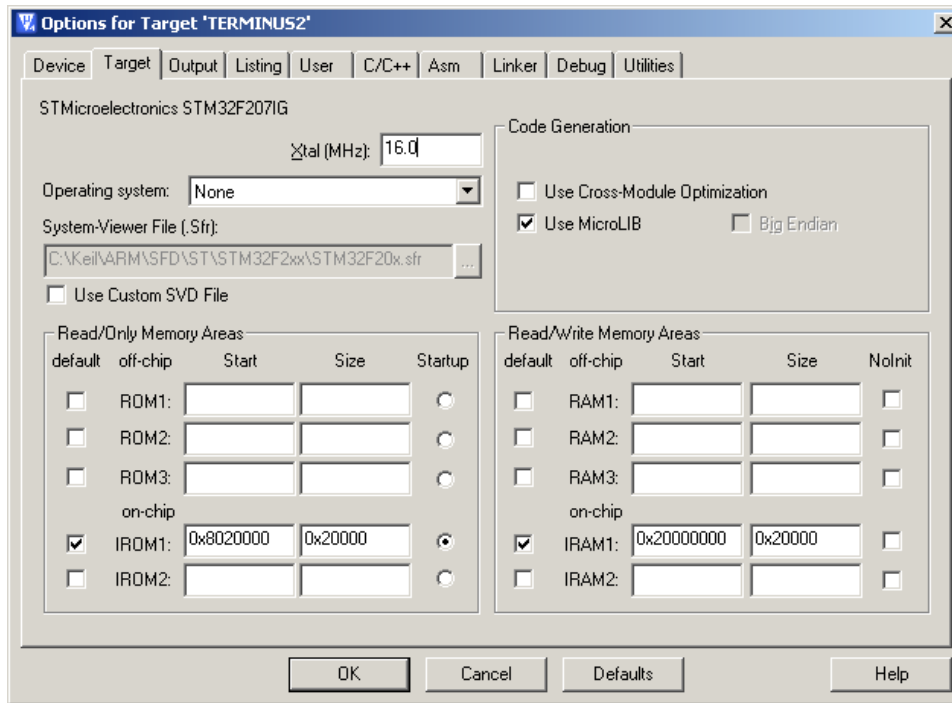 Options for Target 'TERMINUS2'
Device Target Output Listing User C/C++ Asm Linker Debug Utilities
STMicroelectronics STM32F207IG
Xtal (MHz): 16.0
Operating system: None
System-Viewer File (.Sfr):
C:\Keil\ARM\SFD\ST\STM32F2xx\STM32F20x.sfr ...
Use Custom SVD File
Code Generation
Use Cross-Module Optimization
Use MicroLIB Big Endian
Read/Only Memory Areas
default off-chip Start Size Startup
ROM1:
ROM2:
ROM3:
on-chip
IROM1: 0x8020000 0x20000
IROM2:
Read/Write Memory Areas
default off-chip Start Size NoInit
RAM1:
RAM2:
RAM3:
on-chip
IRAM1: 0x20000000 0x20000
IRAM2:
OK Cancel Defaults Help